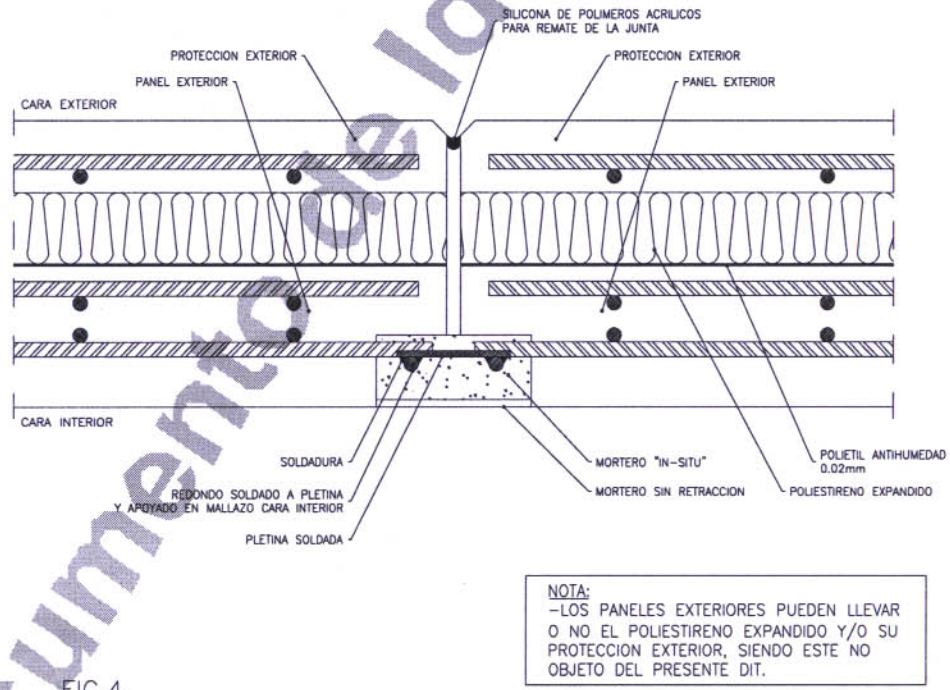 SILICONA DE POLIMEROS ACRILICOS
PARA REMATE DE LA JUNTA
PROTECCION EXTERIOR
PROTECCION EXTERIOR
PANEL EXTERIOR
PANEL EXTERIOR
CARA EXTERIOR
CARA INTERIOR
SOLDADURA
REDONDO SOLDADO A PLETINA
Y APOYADO EN MALLAZO CARA INTERIOR
PLETINA SOLDADA
MORTERO "IN-SITU"
MORTERO SIN RETRACCION
POLIETIL ANTIHUMEDAD
0.02mm
POLIESTIRENO EXPANDIDO
NOTA:
-LOS PANELES EXTERIORES PUEDEN LLEVAR
O NO EL POLIESTIRENO EXPANDIDO Y/O SU
PROTECCION EXTERIOR, SIENDO ESTE NO
OBJETO DEL PRESENTE DIT.
FIG 4
umento de lo